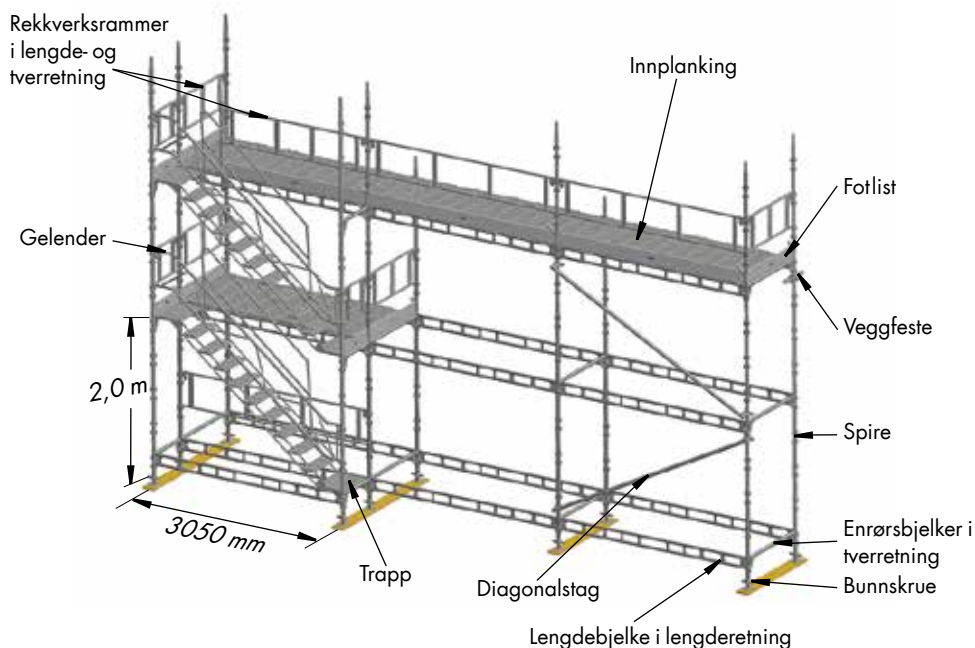 Rekkverksrammer
i lengde- og
tverretning
Innplanking
Fotlist
Gelender
Veggfeste
2,0 m
Spire
3050 mm
Enrørsbjelker i
tverretning
Trapp
Diagonalstag
Bunnskrue
Lengdebjelke i lengderetning